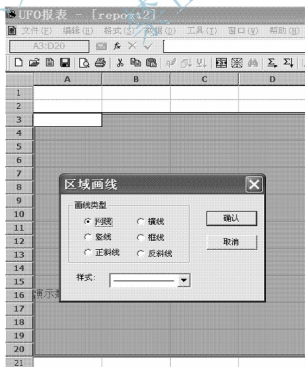 UFO报表 - [report2]
文件(F) 编辑(E) 格式(S) 数据(D) 工具(T) 窗口(W) 帮助(H)
A3:D20
A B C D
1
2
3
4
5
6
7
区域画线
8
9
画线类型
10
网线 横线 确认
11
竖线 框线
12
取消
13
正斜线 反斜线
14
15
样式:
16
演示数
17
18
19
20
21